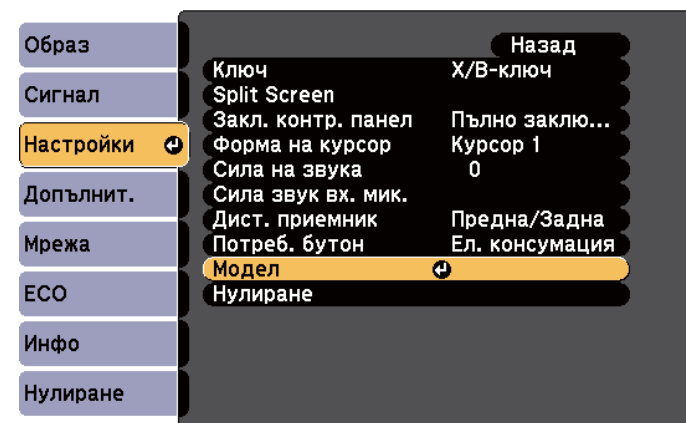 Образ
Сигнал
Настройки
Допълнит.
Мрежа
ECO
Инфо
Нулиране
Назад
Ключ Х/В-ключ
Split Screen
Закл. контр. панел Пълно заклю...
Форма на курсор Курсор 1
Сила на звука 0
Сила звук вх. мик.
Дист. приемник Предна/Задна
Потреб. бутон Ел. консумация
Модел
Нулиране